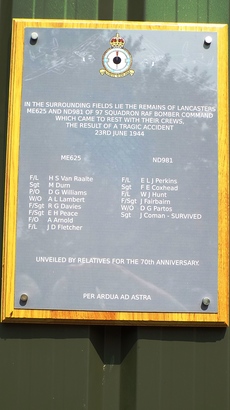 IN THE SURROUNDING FIELDS LIE THE REMAINS OF LANCASTERS
ME625 AND ND981 OF 97 SQUADRON RAF BOMBER COMMAND
WHICH CAME TO REST WITH THEIR CREWS,
THE RESULT OF A TRAGIC ACCIDENT
23RD JUNE 1944
ME625
F/L H S Van Raalte
Sgt M Dum
P/O D G Williams
W/O A L Lambert
F/Sgt R G Davies
F/Sgt E H Peace
F/O A Arnold
F/L J D Fletcher
ND981
F/L E L J Perkins
Sgt F E Coxhead
F/L W J Hunt
F/Sgt J Fairbairn
W/O D G Partos
Sgt J Coman - SURVIVED
UNVEILED BY RELATIVES FOR THE 70th ANNIVERSARY.
PER ARDUA AD ASTRA